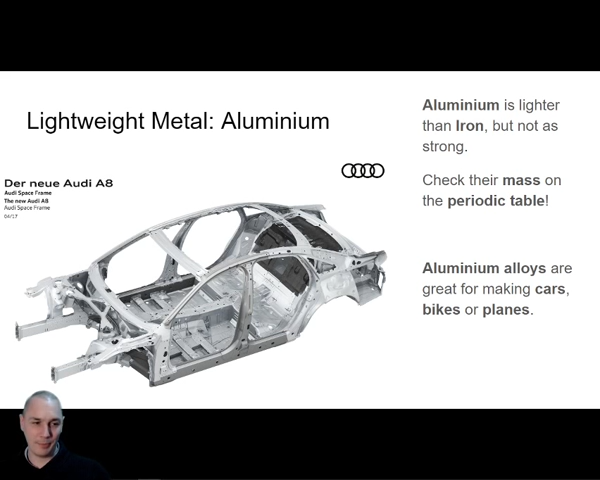 Lightweight Metal: Aluminium
Der neue Audi A8
Audi Space Frame
The new Audi A8
Audi Space Frame
04/17
Aluminium is lighter
than Iron, but not as
strong.
Check their mass on
the periodic table!
Aluminium alloys are
great for making cars,
bikes or planes.